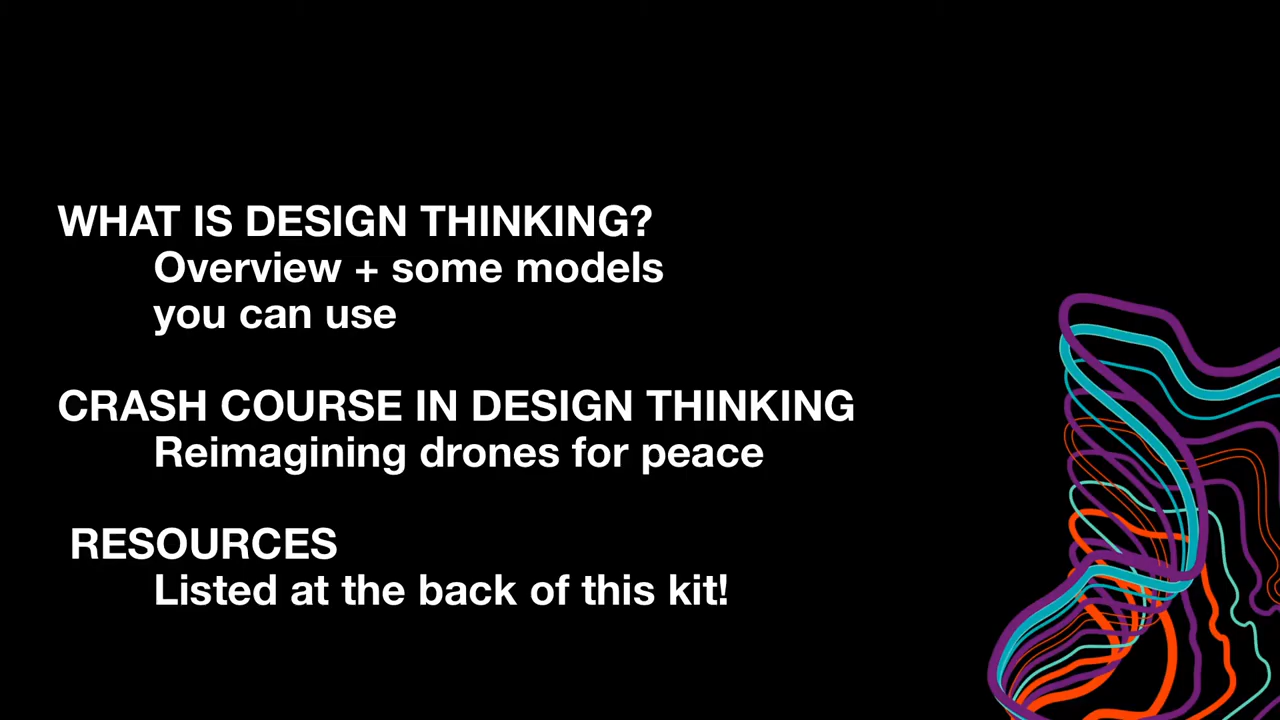 WHAT IS DESIGN THINKING?
Overview + some models
you can use
CRASH COURSE IN DESIGN THINKING
Reimagining drones for peace
RESOURCES
Listed at the back of this kit!